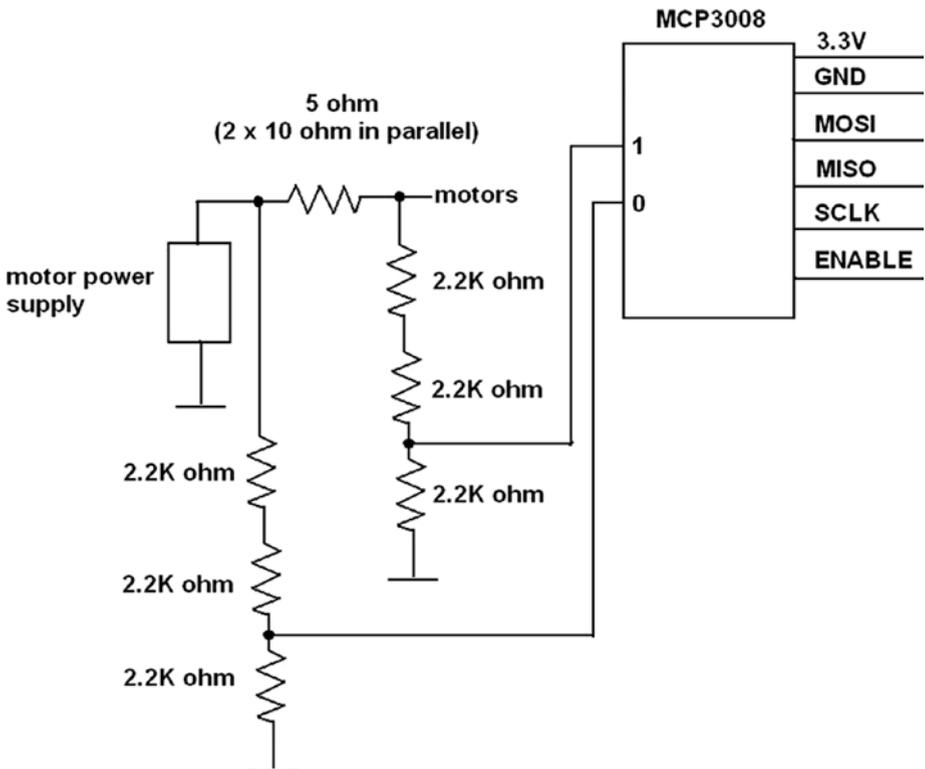 MCP3008
3.3V
GND
5 ohm
(2 x 10 ohm in parallel)
MOSI
1
MISO
motors
0
SCLK
ENABLE
motor power
supply
2.2K ohm
2.2K ohm
2.2K ohm
2.2K ohm
2.2K ohm
2.2K ohm